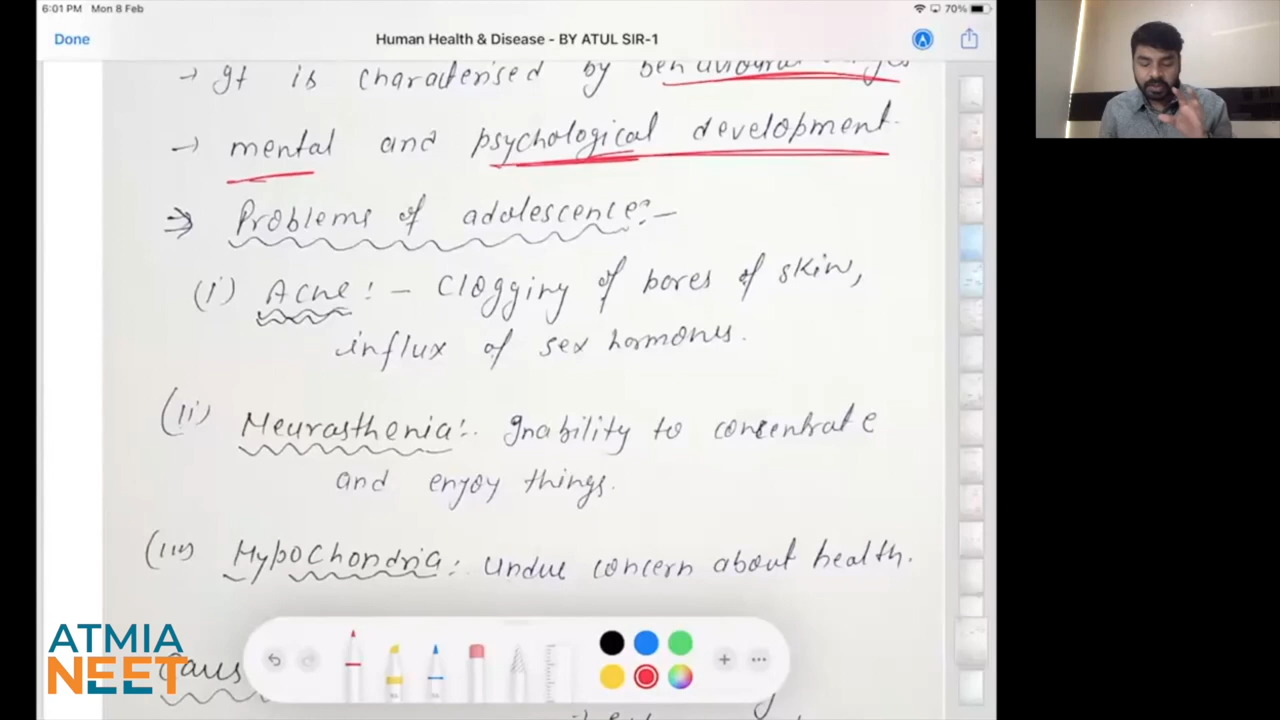 6:01 PM Mon 8 Feb
70%
Done
Human Health & Disease - BY ATUL SIR-1
→ It is characterised by behavioural
→ mental and psychological development.
⇒ Problems of adolescence:-
(i) Acne:- Clogging of bores of skin,
influx of sex hormones.
(ii) Neurasthenia:- Inability to concentrate
and enjoy things.
(iii) Hypochondria:- Undue concern about health.
ATMIA
NEET
Caus